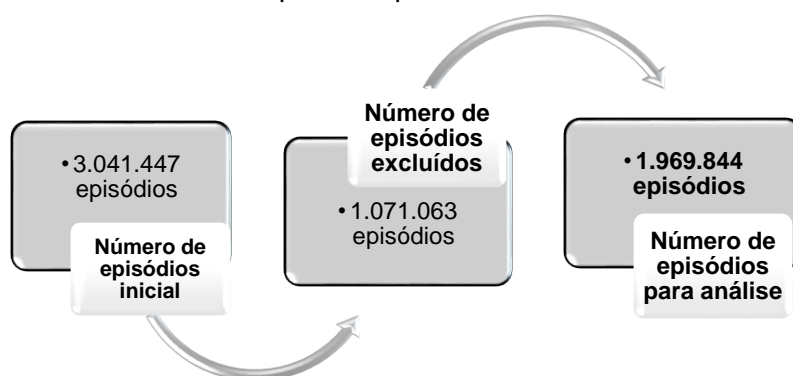 • 3.041.447
episódios
Número de
episódios
inicial
Número de
episódios
excluídos
• 1.071.063
episódios
• 1.969.844
episódios
Número de
episódios
para análise